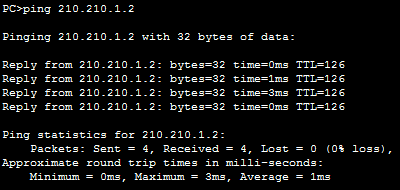 PC>ping 210.210.1.2
Pinging 210.210.1.2 with 32 bytes of data:
Reply from 210.210.1.2: bytes=32 time=0ms TTL=126
Reply from 210.210.1.2: bytes=32 time=1ms TTL=126
Reply from 210.210.1.2: bytes=32 time=3ms TTL=126
Reply from 210.210.1.2: bytes=32 time=0ms TTL=126
Ping statistics for 210.210.1.2:
    Packets: Sent = 4, Received = 4, Lost = 0 (0% loss),
Approximate round trip times in milli-seconds:
    Minimum = 0ms, Maximum = 3ms, Average = 1ms